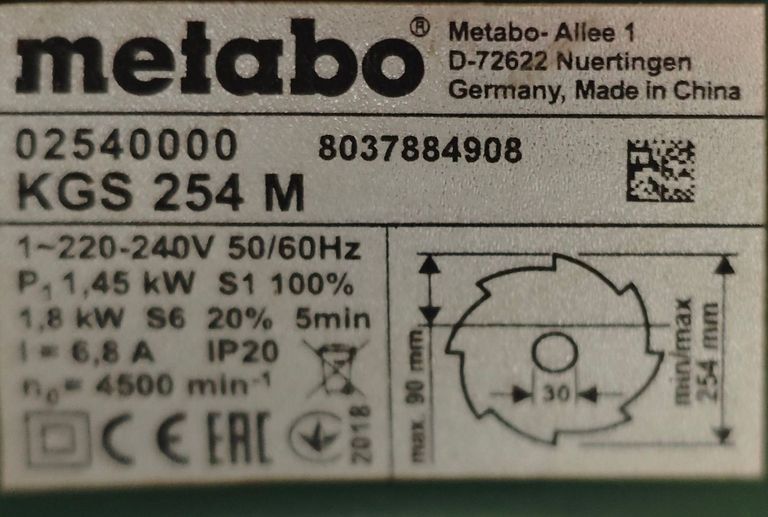 metabo®
Metabo- Allee 1
D-72622 Nuertingen
Germany, Made in China
02540000 8037884908
KGS 254 M
1~220-240V 50/60Hz
P₁ 1,45 kW S1 100%
1,8 kW S6 20% 5min
I = 6,8 A IP20
n₀= 4500 min⁻¹
CE EAC
2018
max. 90 mm
30
min/max
254 mm